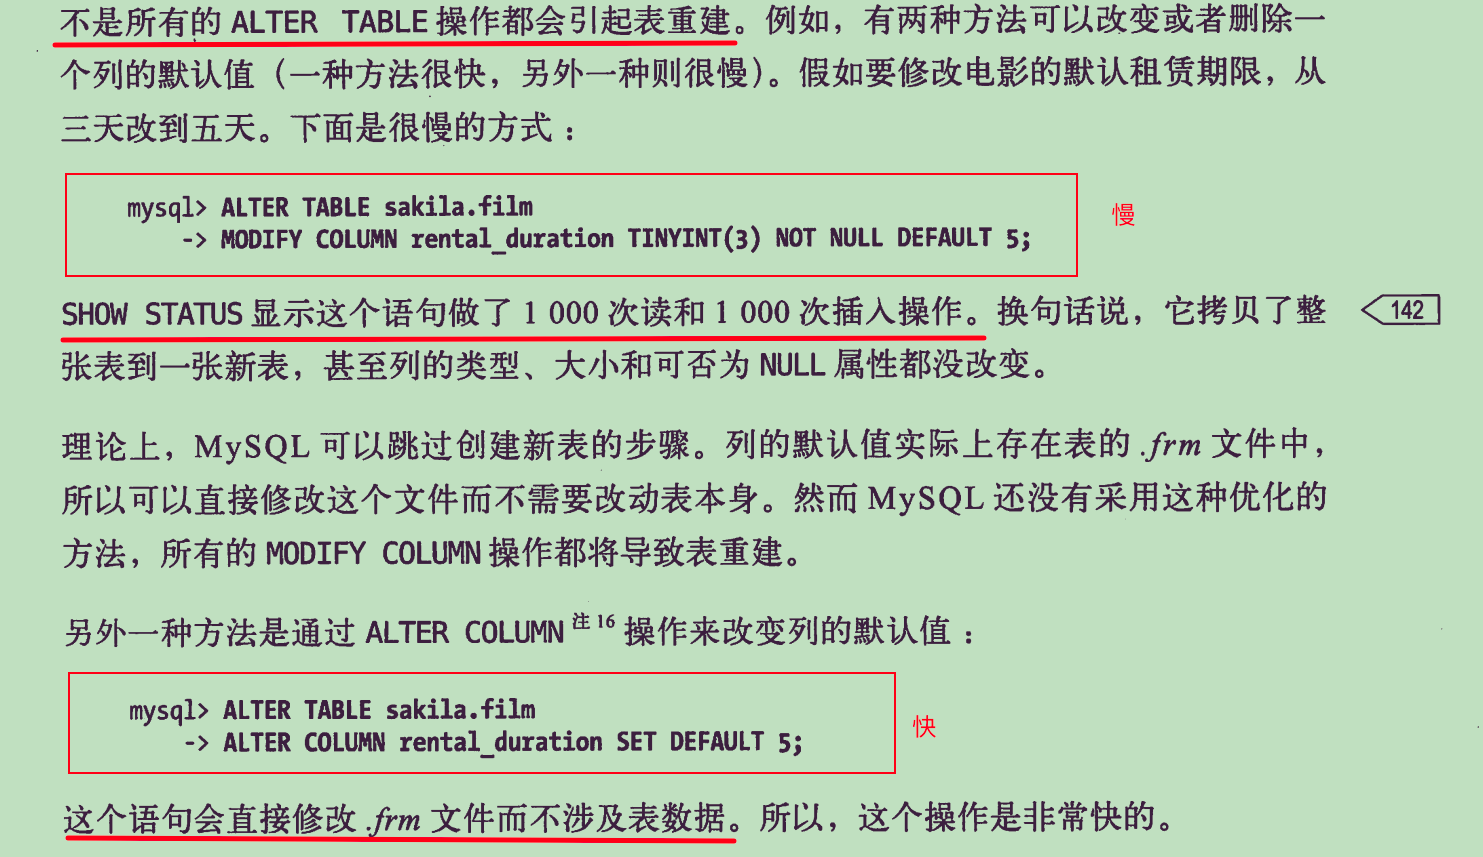 不是所有的 ALTER TABLE 操作都会引起表重建。例如，有两种方法可以改变或者删除一
个列的默认值（一种方法很快，另外一种则很慢）。假如要修改电影的默认租赁期限，从
三天改到五天。下面是很慢的方式：
mysql> ALTER TABLE sakila.film
-> MODIFY COLUMN rental_duration TINYINT(3) NOT NULL DEFAULT 5;
慢
SHOW STATUS 显示这个语句做了 1 000 次读和 1 000 次插入操作。换句话说，它拷贝了整
142
张表到一张新表，甚至列的类型、大小和可否为 NULL 属性都没改变。
理论上，MySQL 可以跳过创建新表的步骤。列的默认值实际上存在表的 .frm 文件中，
所以可以直接修改这个文件而不需要改动表本身。然而 MySQL 还没有采用这种优化的
方法，所有的 MODIFY COLUMN 操作都将导致表重建。
另外一种方法是通过 ALTER COLUMN 注 16 操作来改变列的默认值：
mysql> ALTER TABLE sakila.film
-> ALTER COLUMN rental_duration SET DEFAULT 5;
快
这个语句会直接修改 .frm 文件而不涉及表数据。所以，这个操作是非常快的。